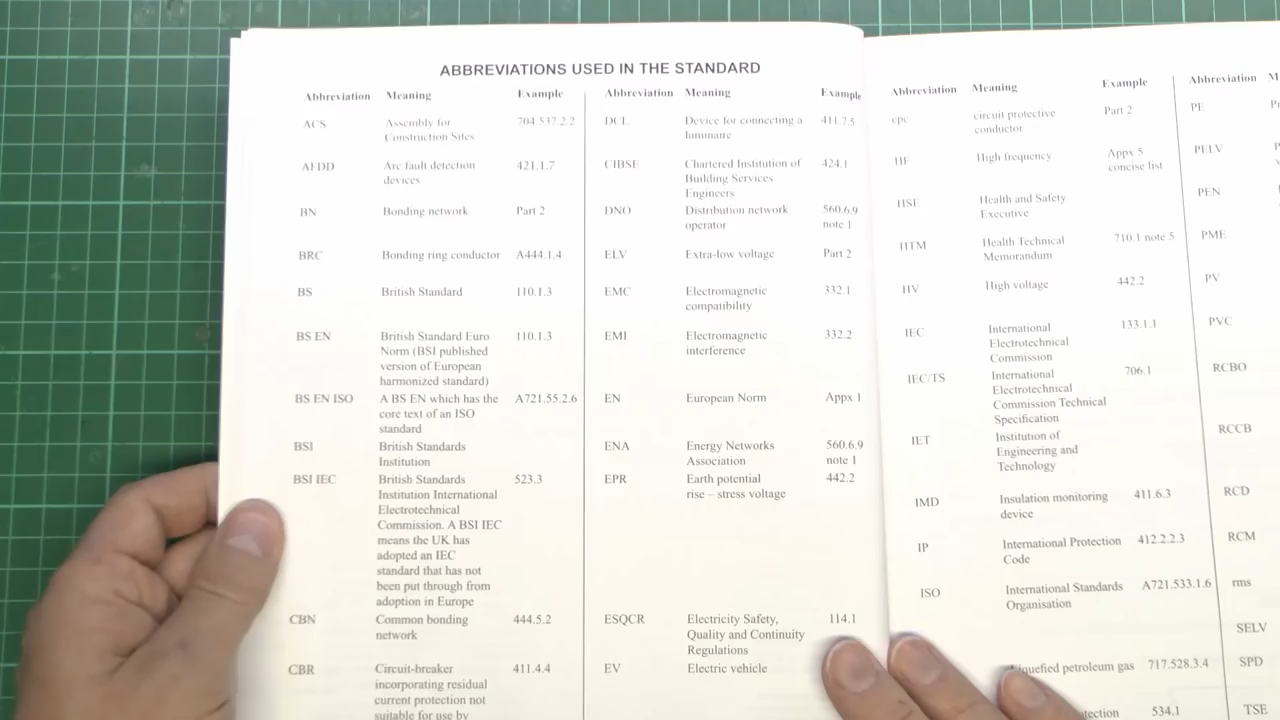 ABBREVIATIONS USED IN THE STANDARD
Abbreviation Meaning Example
ACS Assembly for 704.537.2.2
Construction Sites
AFDD Arc fault detection 421.1.7
devices
BN Bonding network Part 2
BRC Bonding ring conductor A444.1.4
BS British Standard 110.1.3
BS EN British Standard Euro 110.1.3
Norm (BSI published
version of European
harmonized standard)
BS EN ISO A BS EN which has the A721.55.2.6
core text of an ISO
standard
BSI British Standards
Institution
BSI IEC British Standards 523.3
Institution International
Electrotechnical
Commission. A BSI IEC
means the UK has
adopted an IEC
standard that has not
been put through from
adoption in Europe
CBN Common bonding 444.5.2
network
CBR Circuit-breaker 411.4.4
incorporating residual
current protection not
suitable for use by
Abbreviation Meaning Example
DCL Device for connecting a 411.7.5
luminaire
CIBSE Chartered Institution of 424.1
Building Services
Engineers
DNO Distribution network 560.6.9
operator note 1
ELV Extra-low voltage Part 2
EMC Electromagnetic 332.1
compatibility
EMI Electromagnetic 332.2
interference
EN European Norm Appx 1
ENA Energy Networks 560.6.9
Association note 1
EPR Earth potential 442.2
rise – stress voltage
ESQCR Electricity Safety, 114.1
Quality and Continuity
Regulations
EV Electric vehicle
Abbreviation Meaning Example
cpc circuit protective Part 2
conductor
HF High frequency Appx 5
concise list
HSE Health and Safety
Executive
HTM Health Technical 710.1 note 5
Memorandum
HV High voltage 442.2
IEC International 133.1.1
Electrotechnical
Commission
IEC/TS International 706.1
Electrotechnical
Commission Technical
Specification
IET Institution of
Engineering and
Technology
IMD Insulation monitoring 411.6.3
device
IP International Protection 412.2.2.3
Code
ISO International Standards A721.533.1.6
Organisation
petroleum gas 717.528.3.4
534.1
Abbreviation
PE
PELV
PEN
PME
PV
PVC
RCBO
RCCB
RCD
RCM
rms
SELV
SPD
TSE